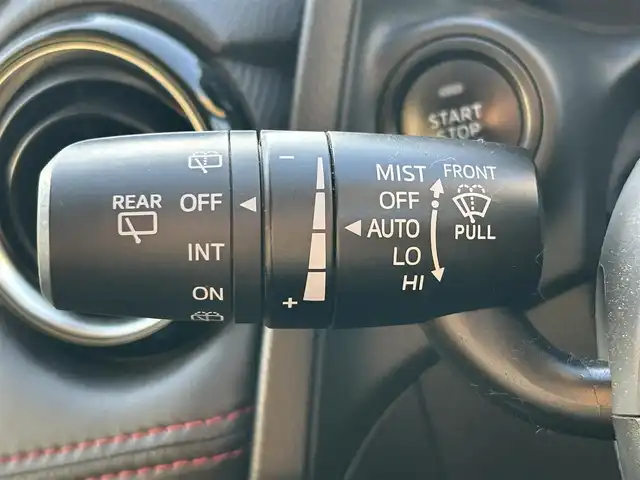 START
STOP
REAR
OFF
INT
ON
−
+
MIST
OFF
AUTO
LO
HI
FRONT
PULL